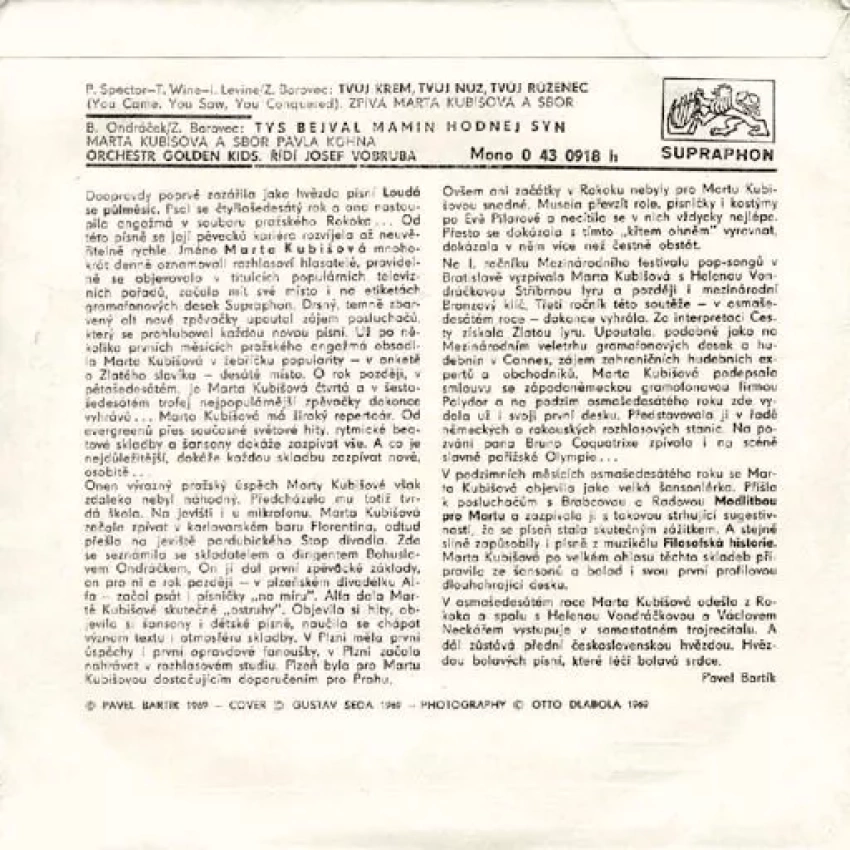 P. Spector–T. Wine–I. Levine/Z. Borovec: TVŮJ KRÉM, TVŮJ NŮŽ, TVŮJ RŮŽENEC
(You Came, You Saw, You Conquered). ZPÍVÁ MARTA KUBIŠOVÁ A SBOR
B. Ondráček/Z. Borovec: TYS BEJVAL MÁMIN HODNEJ SYN
MARTA KUBIŠOVÁ A SBOR PAVLA KÜHNA
ORCHESTR GOLDEN KIDS. ŘÍDÍ JOSEF VOBRUBA Mono 0 43 0918 h
SUPRAPHON
Doopravdy poprvé zazářila jako hvězda písní Loudá
se půlměsíc. Psal se čtyřiašedesátý rok a ona nastou-
pila angažmá v souboru pražského Rokoka... Od
této písně se její pěvecká kariéra rozvíjela až neuvě-
řitelně rychle. Jméno Marta Kubišová mnoho-
krát denně oznamovali rozhlasoví hlasatelé, pravidel-
ně se objevovalo v titulcích populárních televiz-
ních pořadů, začalo mít své místo i na etiketách
gramofonových desek Supraphon. Drsný, temně zbar-
vený alt nové zpěvačky upoutal zájem posluchačů,
který se prohluboval každou novou písní. Už po ně-
kolika prvních měsících pražského angažmá obsadi-
la Marta Kubišová v žebříčku popularity – v anketě
o Zlatého slavíka – desáté místo. O rok později, v
pětašedesátém, je Marta Kubišová čtvrtá a v šesta-
šedesátém trofej nejpopulárnější zpěvačky dokonce
vyhrává... Marta Kubišová má široký repertoár. Od
evergreenů přes současné světové hity, rytmické bea-
tové skladby a šansony dokáže zazpívat vše. A co je
nejdůležitější, dokáže každou skladbu zazpívat nově,
osobitě...
Onen výrazný pražský úspěch Marty Kubišové však
zdaleka nebyl náhodný. Předcházela mu totiž tvr-
dá škola. Na jevišti i u mikrofonu. Marta Kubišová
začala zpívat v karlovarském baru Florentina, odtud
přešla na jeviště pardubického Stop divadla. Zde
se seznámila se skladatelem a dirigentem Bohusla-
vem Ondráčkem. On jí dal první zpěvácké základy,
on pro ni o rok později – v plzeňském divadélku Al-
fa – začal psát i písničky „na míru". Alfa dala Mar-
tě Kubišové skutečné „ostruhy". Objevila si hity, ob-
jevila si šansony i dětské písně, naučila se chápat
význam textu i atmosféru skladby. V Plzni měla první
úspěchy i první opravdové fanoušky, v Plzni začala
nahrávat v rozhlasovém studiu. Plzeň byla pro Martu
Kubišovou dostačujícím doporučením pro Prahu.
Ovšem ani začátky v Rokoku nebyly pro Martu Kubi-
šovou snadné. Musela převzít role, písničky i kostýmy
po Evě Pilarové a necítila se v nich vždycky nejlépe.
Přesto se dokázala s tímto „křtem ohněm" vyrovnat,
dokázala v něm více než čestně obstát.
Na I. ročníku Mezinárodního festivalu pop-songů v
Bratislavě vyzpívala Marta Kubišová s Helenou Von-
dráčkovou Stříbrnou lyru a později i mezinárodní
Bronzový klíč. Třetí ročník této soutěže – v osmaše-
desátém roce – dokonce vyhrála. Za interpretaci Ces-
ty získala Zlatou lyru. Upoutala, podobně jako na
Mezinárodním veletrhu gramofonových desek a hu-
debnin v Cannes, zájem zahraničních hudebních ex-
pertů a obchodníků. Marta Kubišová podepsala
smlouvu se západoněmeckou gramofonovou firmou
Polydor a na podzim osmašedesátého roku zde vy-
dala už i svoji první desku. Představovala ji v řadě
německých a rakouských rozhlasových stanic. Na po-
zvání pana Bruno Coquatrixe zpívala i na scéně
slavné pařížské Olympie...
V podzimních měsících osmašedesátého roku se Mar-
ta Kubišová objevila jako velká šansoniérka. Přišla
k posluchačům s Brabcovou a Radovou Modlitbou
pro Martu a zazpívala ji s takovou strhující sugestiv-
ností, že se píseň stala skutečným zážitkem. A stejně
silně zapůsobily i písně z muzikálu Filosofská historie.
Marta Kubišová po velkém ohlasu těchto skladeb při-
pravila ze šansonů a balad i svou první profilovou
dlouhohrající desku.
V osmašedesátém roce Marta Kubišová odešla z Ro-
koka a spolu s Helenou Vondráčkovou a Václavem
Neckářem vystupuje v samostatném trojrecitalu. A
dál zůstává přední československou hvězdou. Hvěz-
dou bolavých písní, které léčí bolavá srdce.
Pavel Bartík
© PAVEL BARTÍK 1969 – COVER © GUSTAV ŠEDA 1969 – PHOTOGRAPHY © OTTO DLABOLA 1969